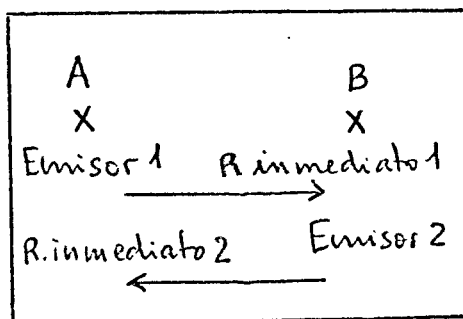 A B
X X
Emisor 1 R inmediato 1
R. inmediato 2 Emisor 2